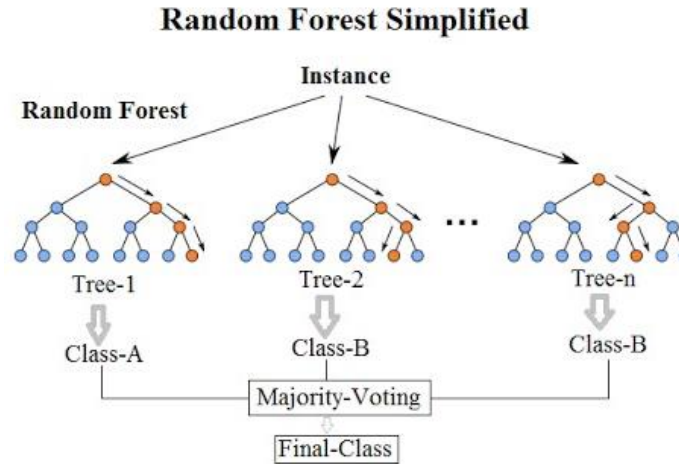 Random Forest Simplified
Instance
Random Forest
...
Tree-1
Tree-2
Tree-n
Class-A
Class-B
Class-B
Majority-Voting
Final-Class